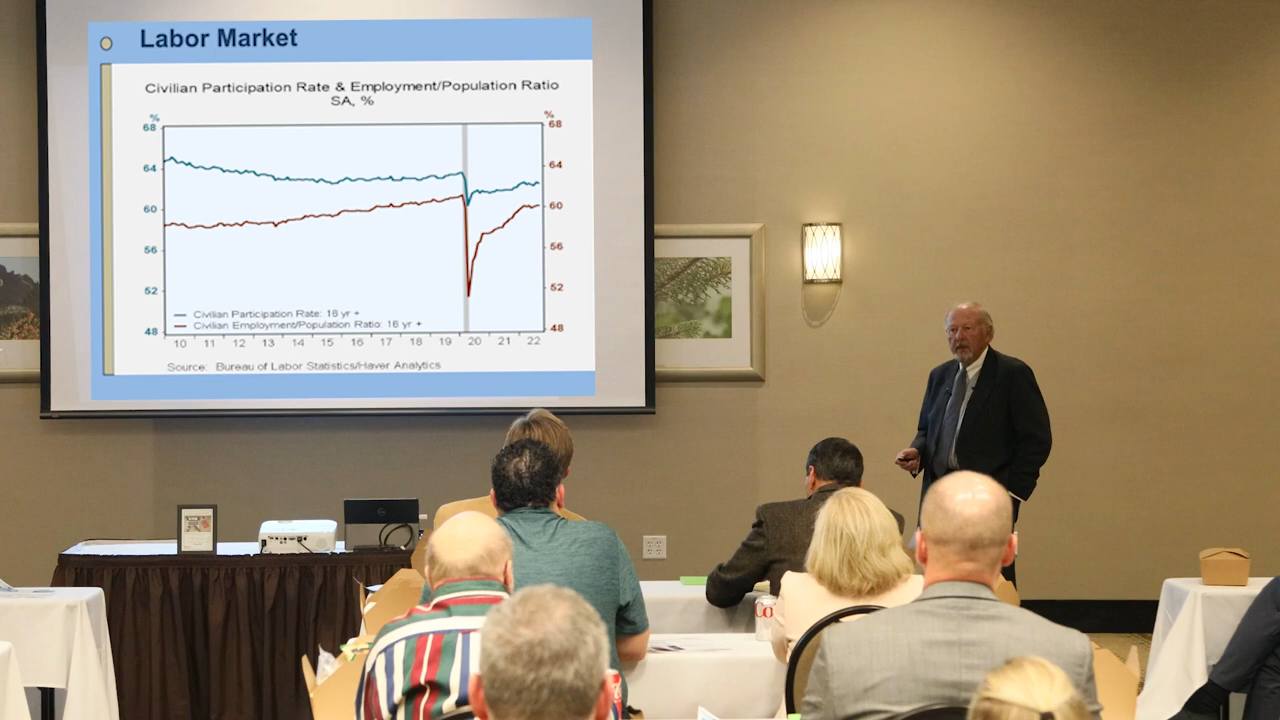 Labor Market
Civilian Participation Rate & Employment/Population Ratio
SA, %
% %
68 68
64 64
60 60
56 56
52 52
48 48
Civilian Participation Rate: 16 yr +
Civilian Employment/Population Ratio: 16 yr +
10 11 12 13 14 15 16 17 18 19 20 21 22
Source: Bureau of Labor Statistics/Haver Analytics